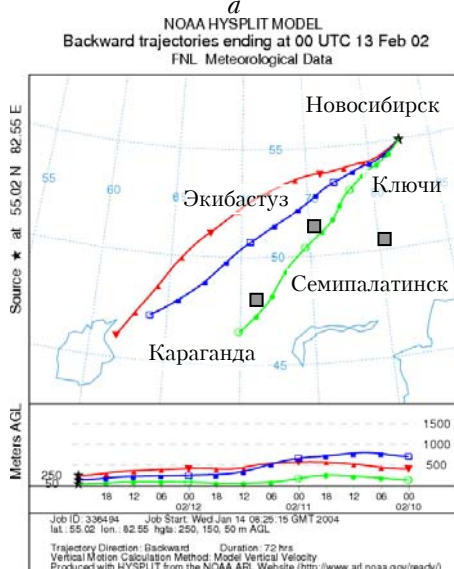 а
NOAA HYSPLIT MODEL
Backward trajectories ending at 00 UTC 13 Feb 02
FNL Meteorological Data
Source ★ at 55.02 N 82.55 E
Новосибирск
55
55
60
Ключи
Экибастуз
50
Семипалатинск
Караганда
45
60
65
75
Meters AGL
1500
1000
500
250
50
18 12 06 00 18 12 06 00 18 12 06 00
02/12 02/11 02/10
Job ID: 336494 Job Start: Wed Jan 14 08:25:15 GMT 2004
lat.: 55.02 lon.: 82.55 hgts: 250, 150, 50 m AGL
Trajectory Direction: Backward Duration: 72 hrs
Vertical Motion Calculation Method: Model Vertical Velocity
Produced with HYSPLIT from the NOAA ARL Website (http://www.arl.noaa.gov/ready/)